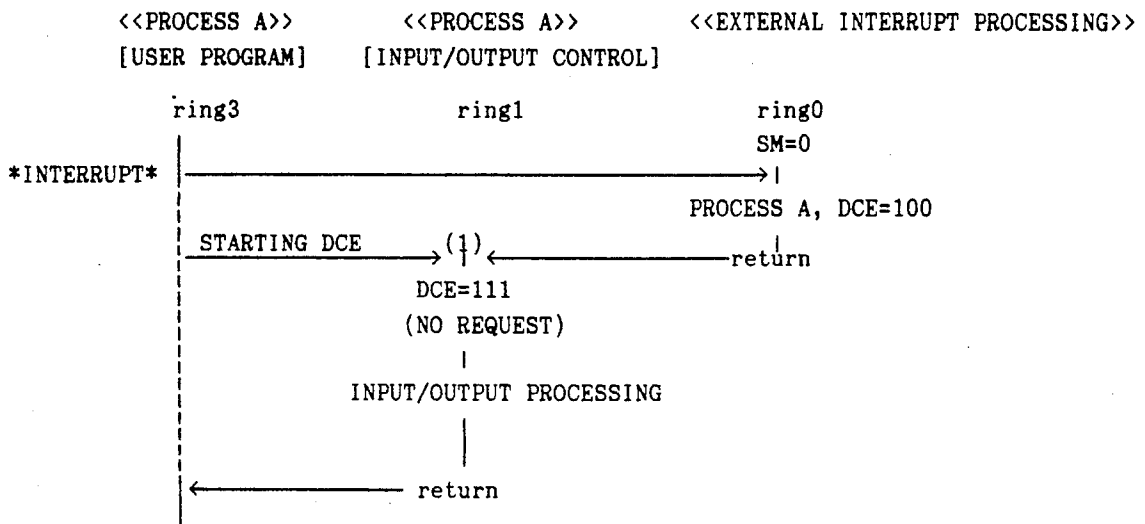 <<PROCESS A>> <<PROCESS A>> <<EXTERNAL INTERRUPT PROCESSING>>
[USER PROGRAM] [INPUT/OUTPUT CONTROL]
ring3 ring1 ring0
SM=0
*INTERRUPT*
PROCESS A, DCE=100
STARTING DCE (1) return
DCE=111
(NO REQUEST)
INPUT/OUTPUT PROCESSING
return